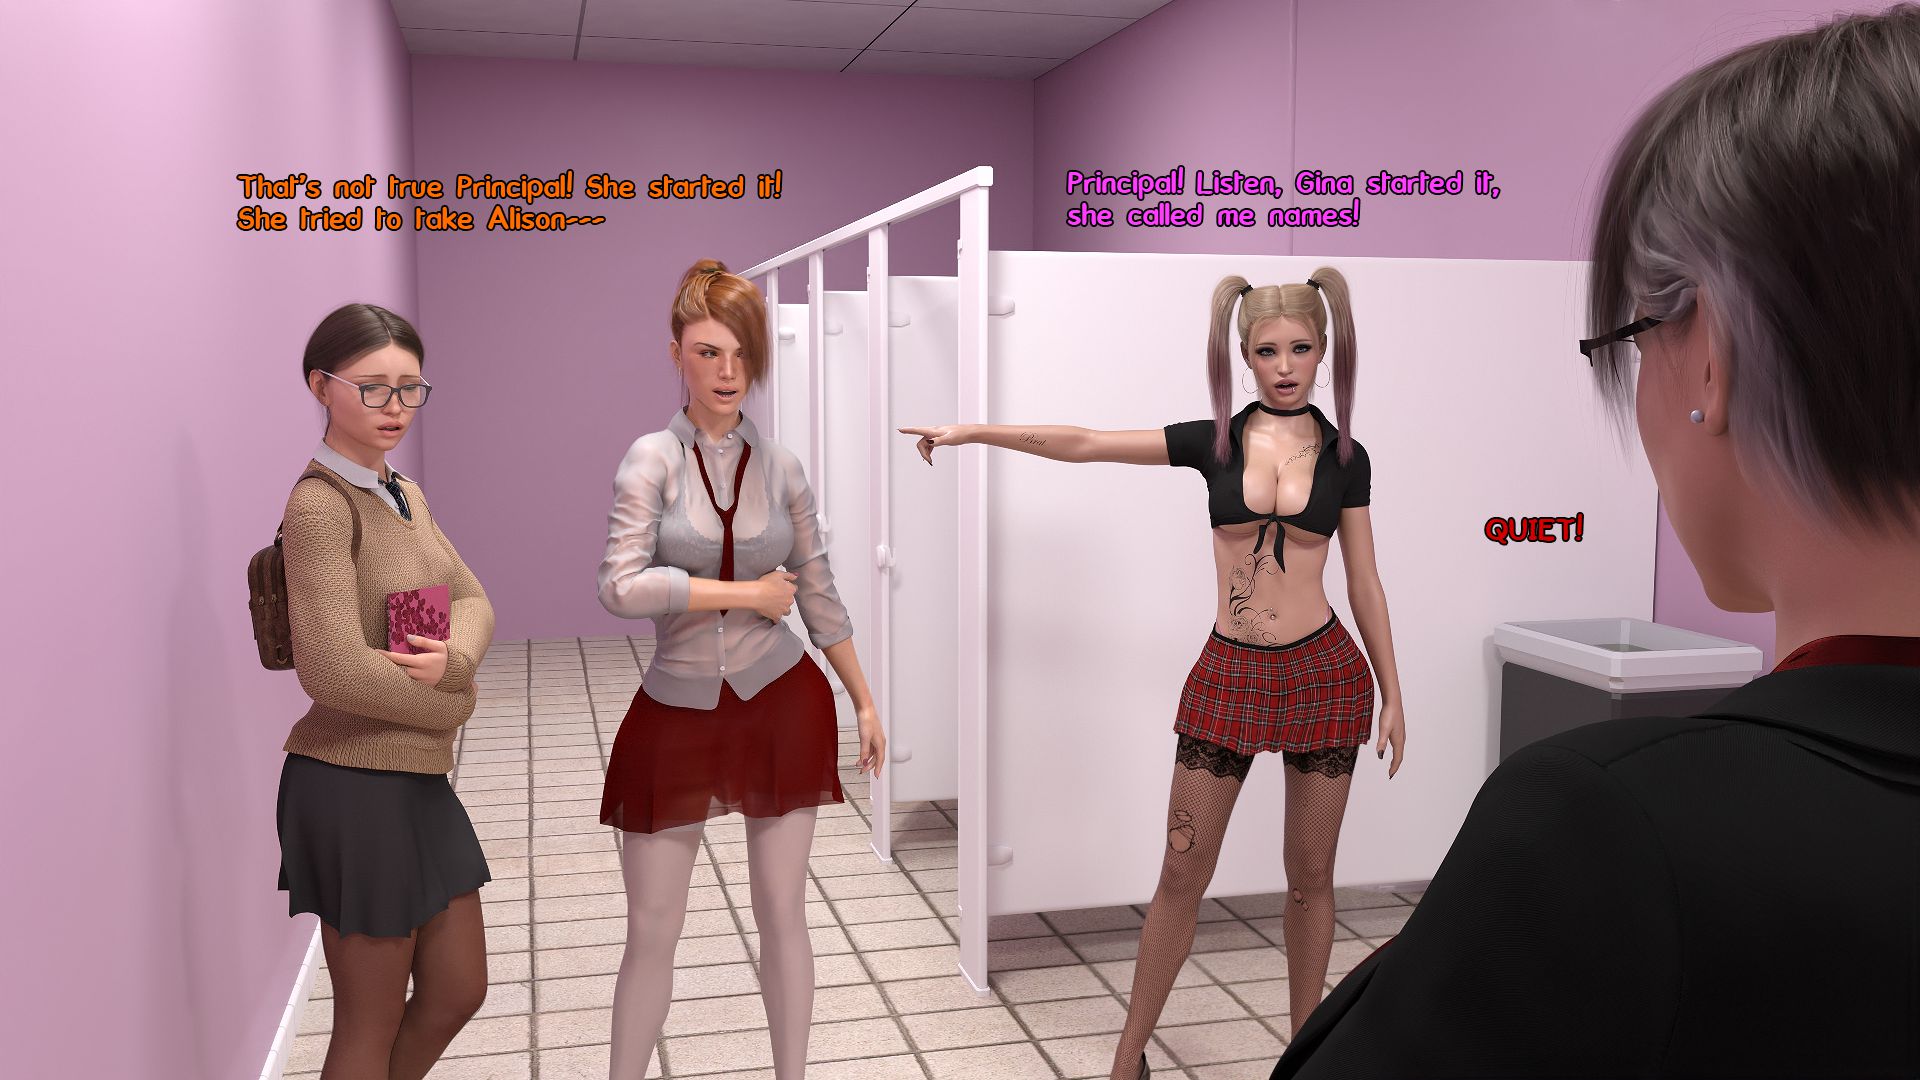 That's not true Principal! She started it!
She tried to take Alison---
Principal! Listen, Gina started it,
she called me names!
Brat
QUIET!